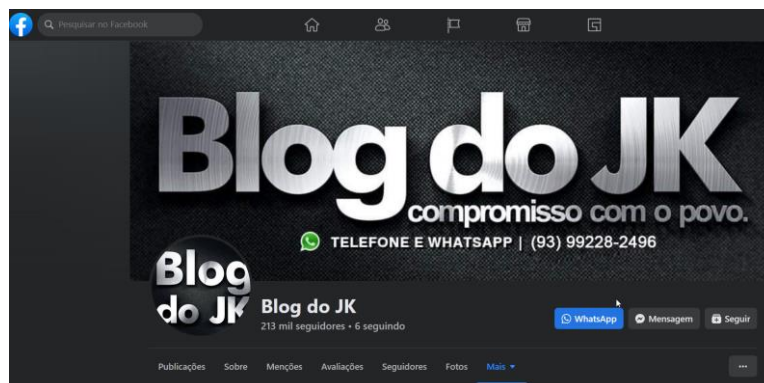 Pesquisar no Facebook
Blog do JK
compromisso com o povo.
TELEFONE E WHATSAPP | (93) 99228-2496
Blog
do JK
Blog do JK
213 mil seguidores • 6 seguindo
WhatsApp
Mensagem
Seguir
Publicações Sobre Menções Avaliações Seguidores Fotos Mais